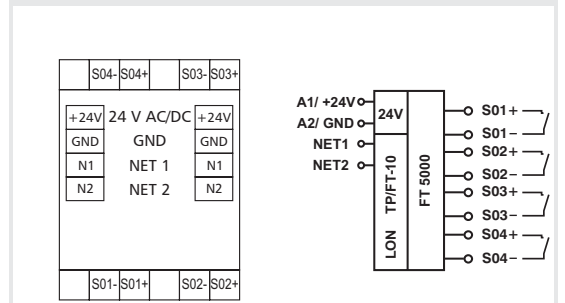 S04- S04+ S03- S03+
+24V 24 V AC/DC +24V
GND GND GND
N1 NET 1 N1
N2 NET 2 N2
S01- S01+ S02- S02+
A1/ +24V
A2/ GND
NET1
NET2
24V
LON TP/FT-10
FT 5000
S01+
S01−
S02+
S02−
S03+
S03−
S04+
S04−